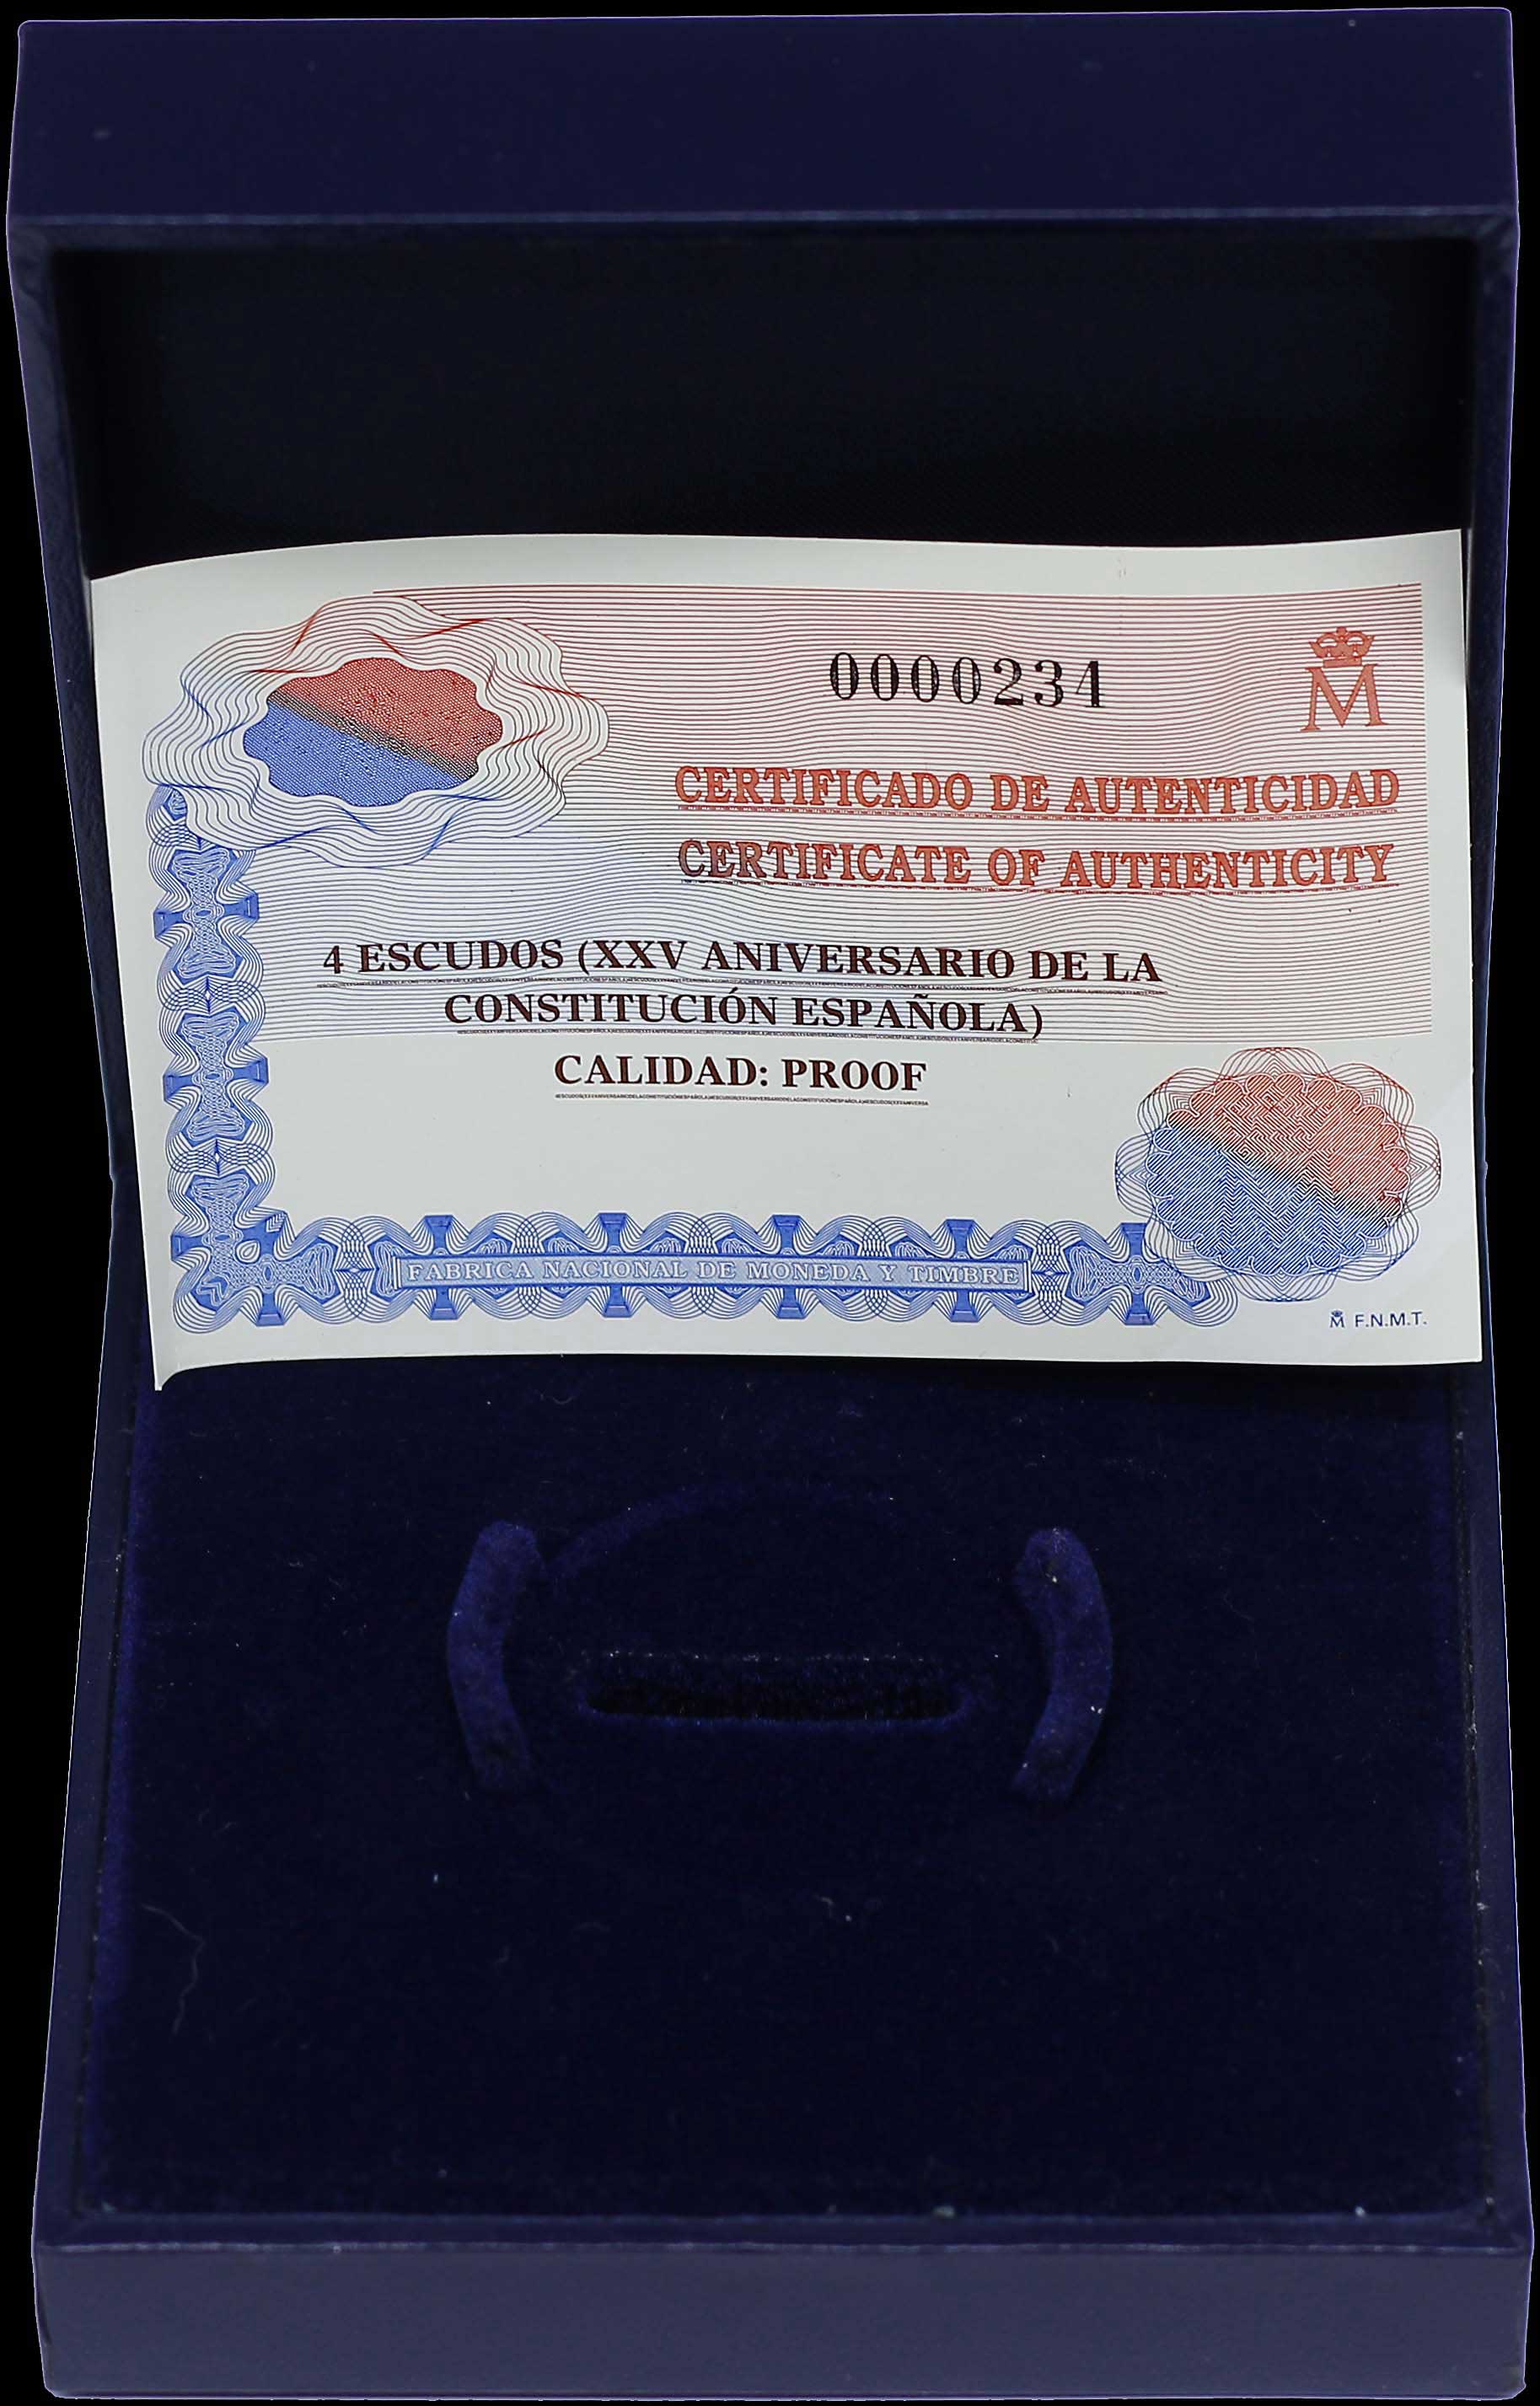 0000234
M
CERTIFICADO DE AUTENTICIDAD
CERTIFICATE OF AUTHENTICITY
4 ESCUDOS (XXV ANIVERSARIO DE LA
CONSTITUCIÓN ESPAÑOLA)
CALIDAD: PROOF
FABRICA NACIONAL DE MONEDA Y TIMBRE
M F.N.M.T.